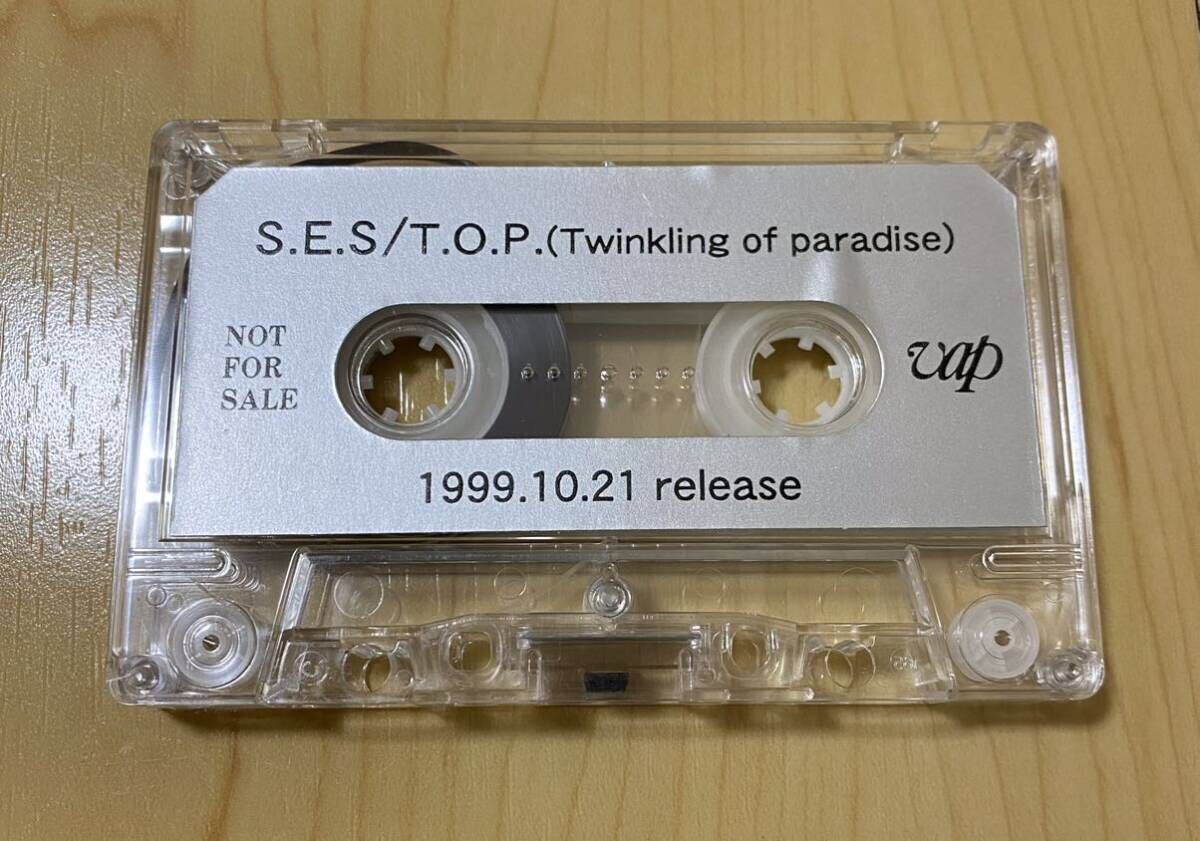 S.E.S/T.O.P.(Twinkling of paradise)
NOT
FOR
SALE
vap
1999.10.21 release